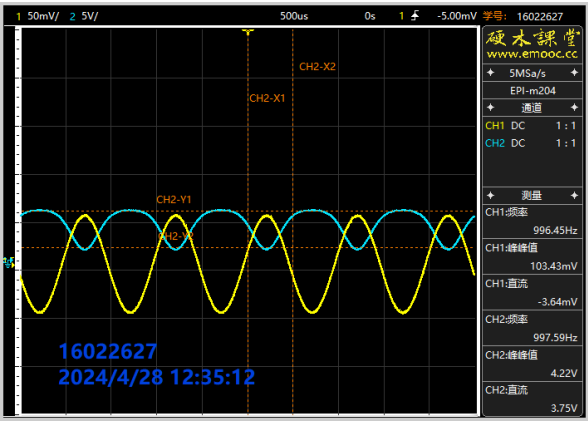 1 50mV/ 2 5V/ 500us 0s 1 -5.00mV 学号: 16022627
硬木課堂
www.emooc.cc
5MSa/s
EPI-m204
通道
CH1 DC 1:1
CH2 DC 1:1
测量
CH1:频率
996.45Hz
CH1:峰峰值
103.43mV
CH1:直流
-3.64mV
CH2:频率
997.59Hz
CH2:峰峰值
4.22V
CH2:直流
3.75V
CH2-X2
CH2-X1
CH2-Y1
CH2-Y2
16022627
2024/4/28 12:35:12